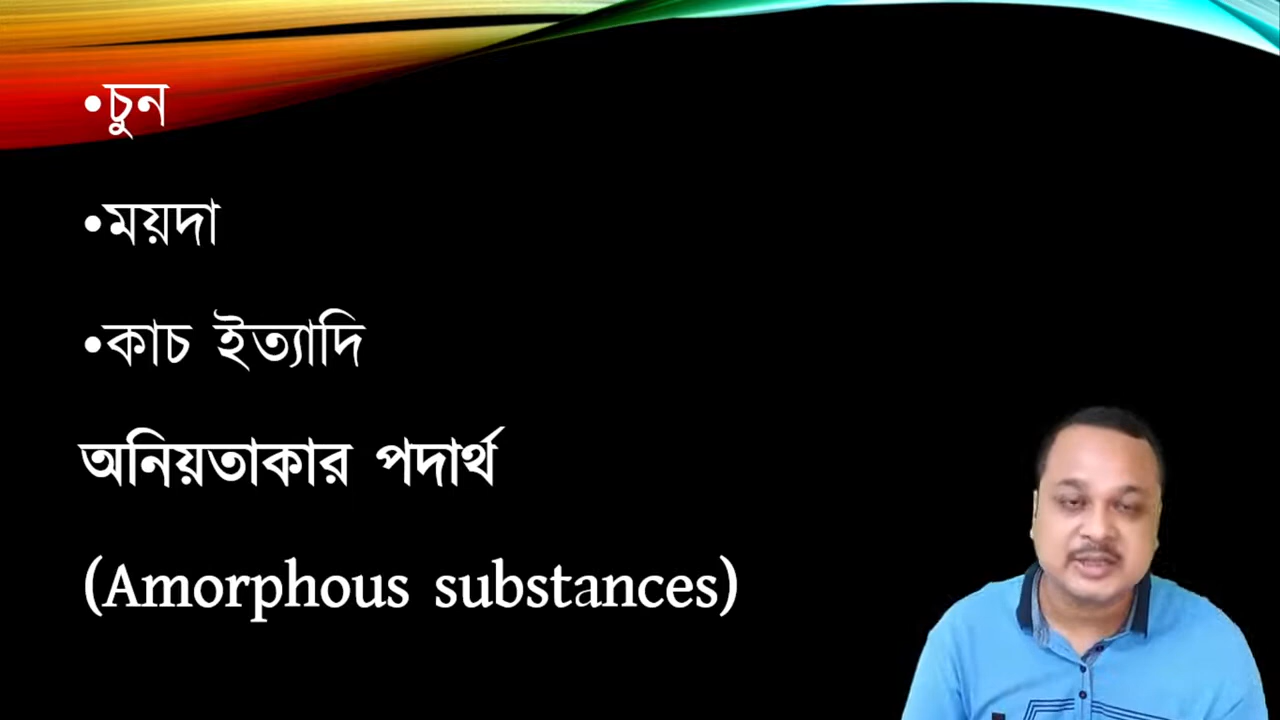 •চুন
•ময়দা
•কাচ ইত্যাদি
অনিয়তাকার পদার্থ
(Amorphous substances)